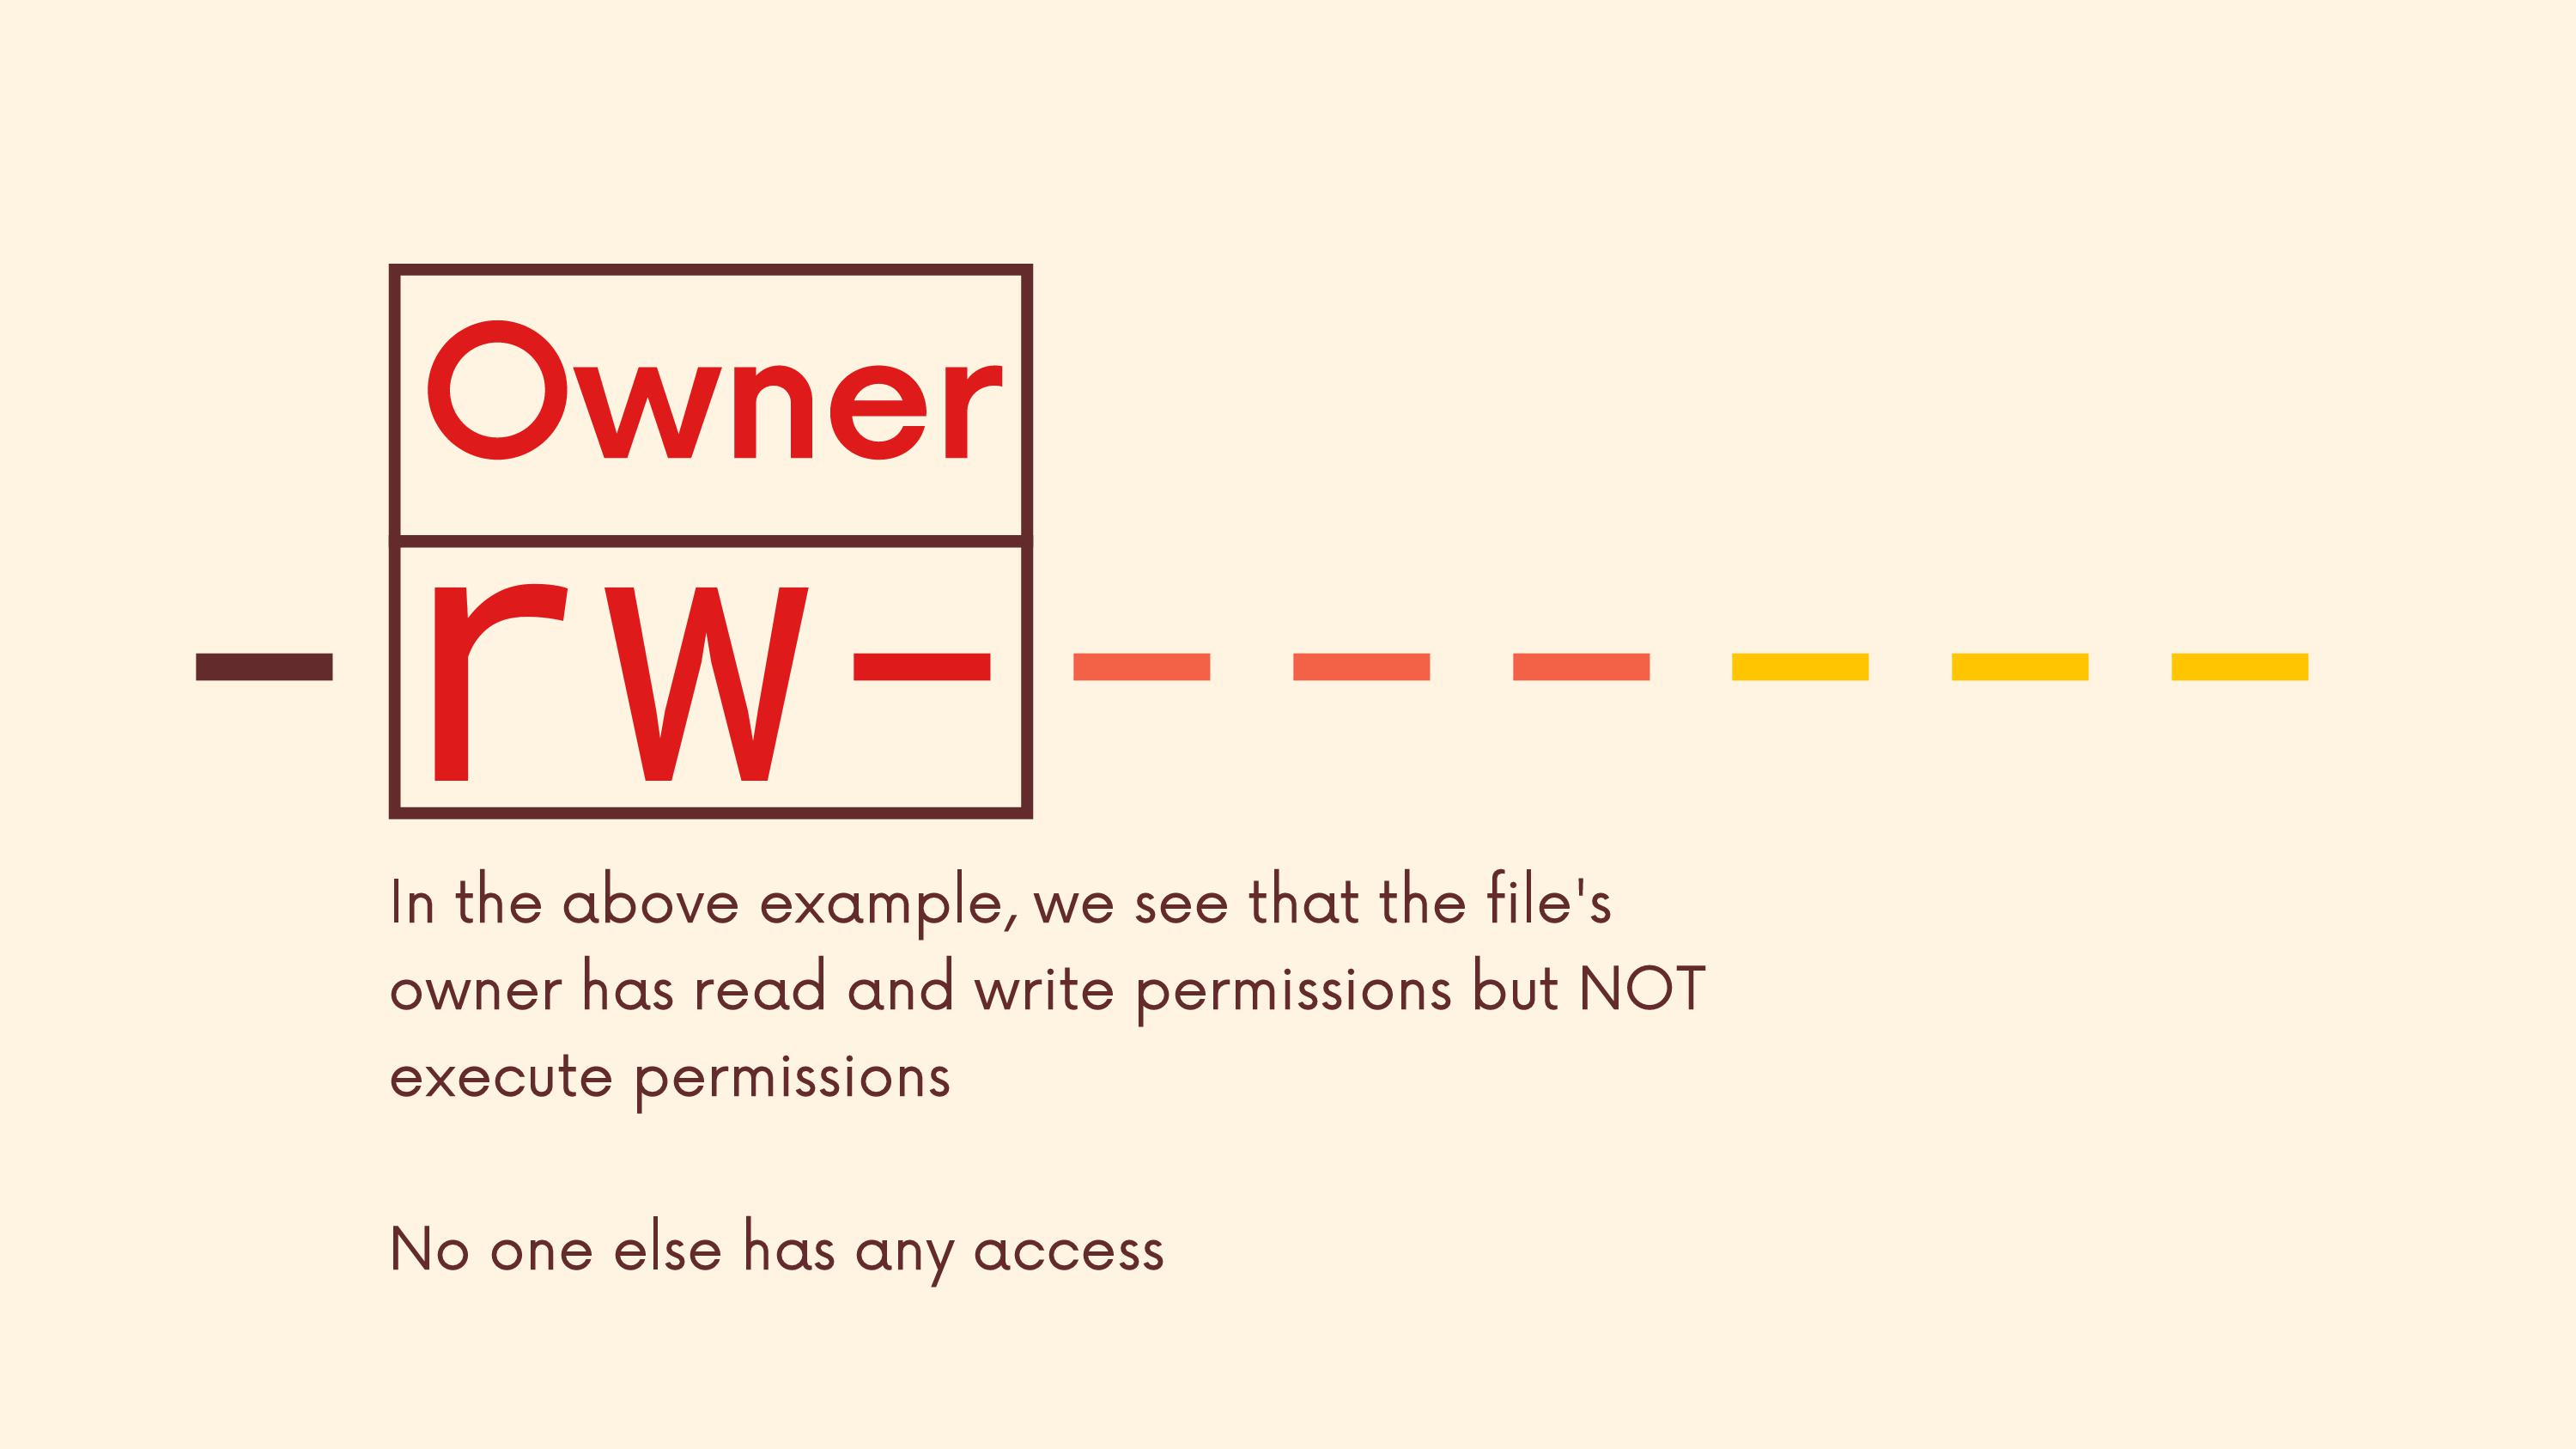 Owner
-rw-------
In the above example, we see that the file's
owner has read and write permissions but NOT
execute permissions
No one else has any access